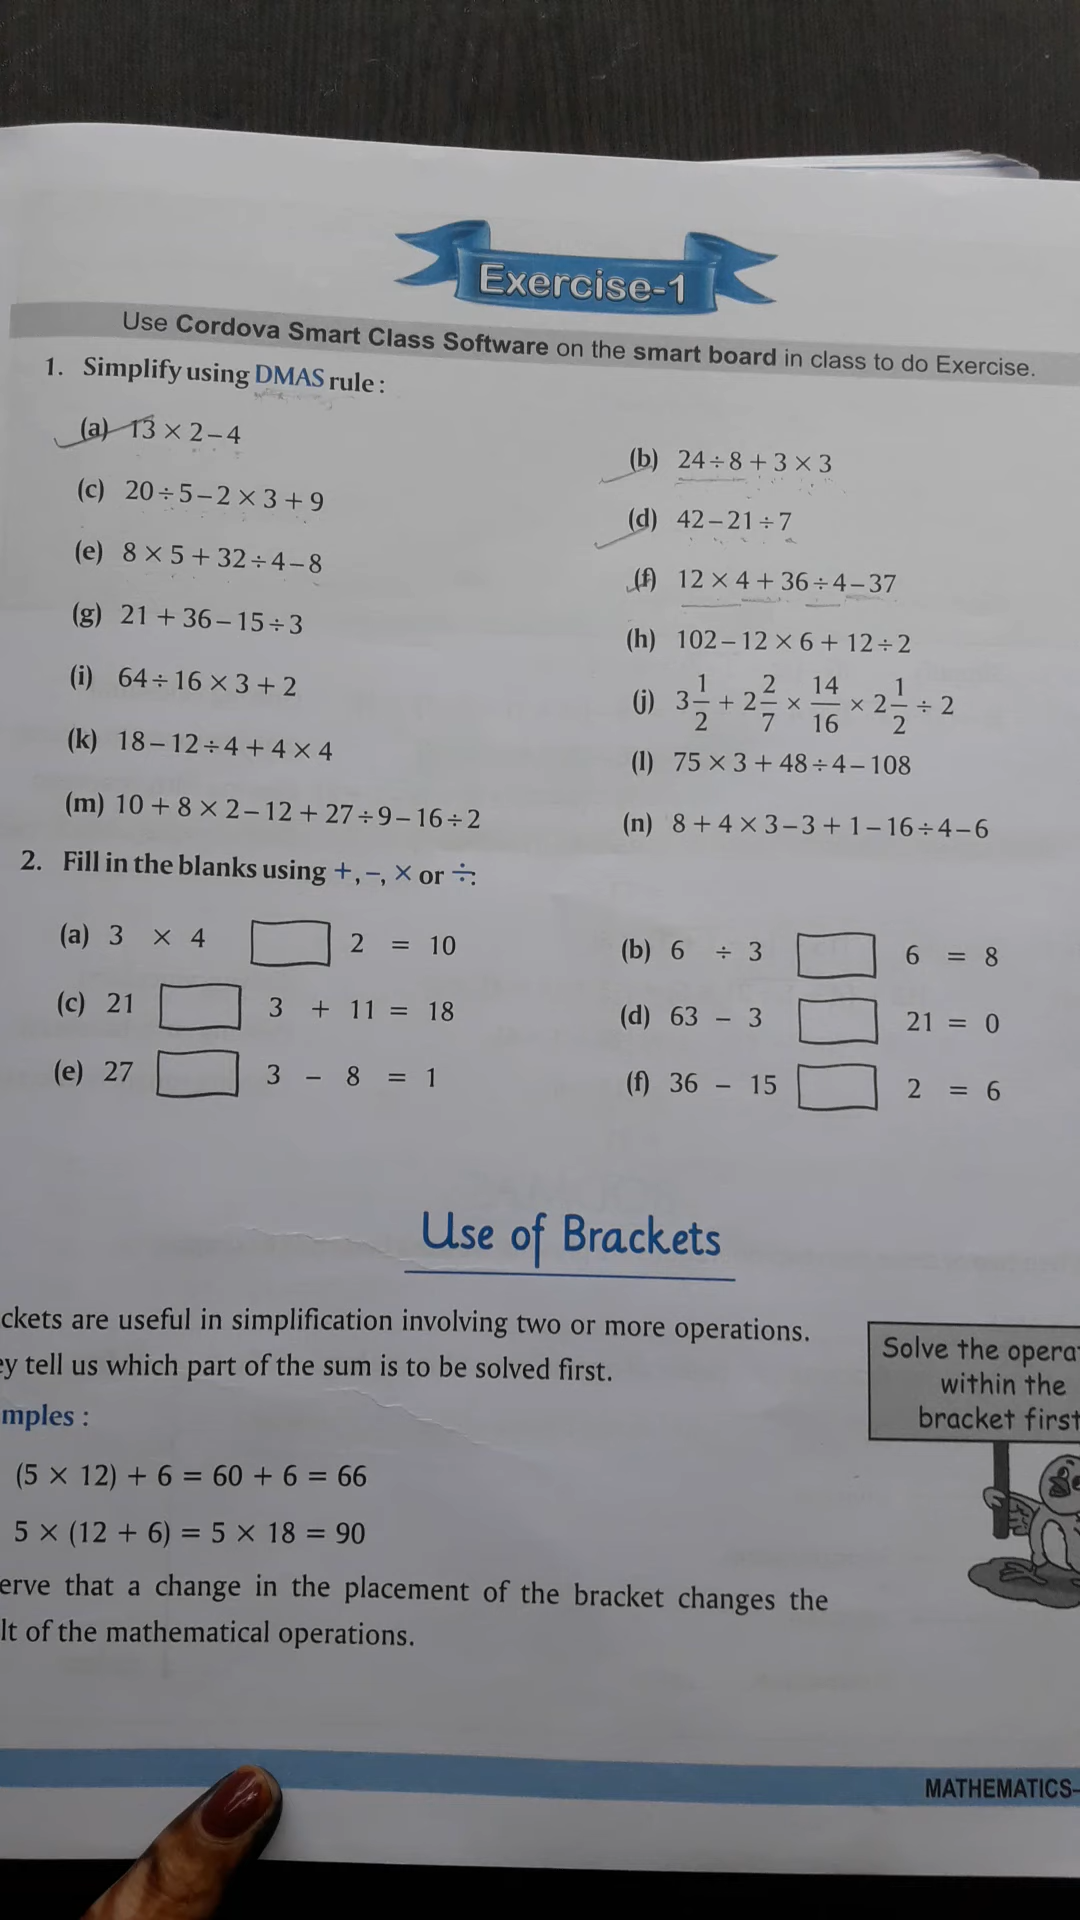 Exercise-1
Use Cordova Smart Class Software on the smart board in class to do Exercise.
1. Simplify using DMAS rule :
(a) 13 × 2 – 4
(b) 24 ÷ 8 + 3 × 3
(c) 20 ÷ 5 – 2 × 3 + 9
(d) 42 – 21 ÷ 7
(e) 8 × 5 + 32 ÷ 4 – 8
(f) 12 × 4 + 36 ÷ 4 – 37
(g) 21 + 36 – 15 ÷ 3
(h) 102 – 12 × 6 + 12 ÷ 2
(i) 64 ÷ 16 × 3 + 2
(j) 3 1/2 + 2 2/7 × 14/16 × 2 1/2 ÷ 2
(k) 18 – 12 ÷ 4 + 4 × 4
(l) 75 × 3 + 48 ÷ 4 – 108
(m) 10 + 8 × 2 – 12 + 27 ÷ 9 – 16 ÷ 2
(n) 8 + 4 × 3 – 3 + 1 – 16 ÷ 4 – 6
2. Fill in the blanks using +, –, × or ÷:
(a) 3 × 4 □ 2 = 10
(b) 6 ÷ 3 □ 6 = 8
(c) 21 □ 3 + 11 = 18
(d) 63 – 3 □ 21 = 0
(e) 27 □ 3 – 8 = 1
(f) 36 – 15 □ 2 = 6
Use of Brackets
ckets are useful in simplification involving two or more operations.
ey tell us which part of the sum is to be solved first.
mples :
(5 × 12) + 6 = 60 + 6 = 66
5 × (12 + 6) = 5 × 18 = 90
erve that a change in the placement of the bracket changes the
lt of the mathematical operations.
Solve the opera
within the
bracket first
MATHEMATICS-